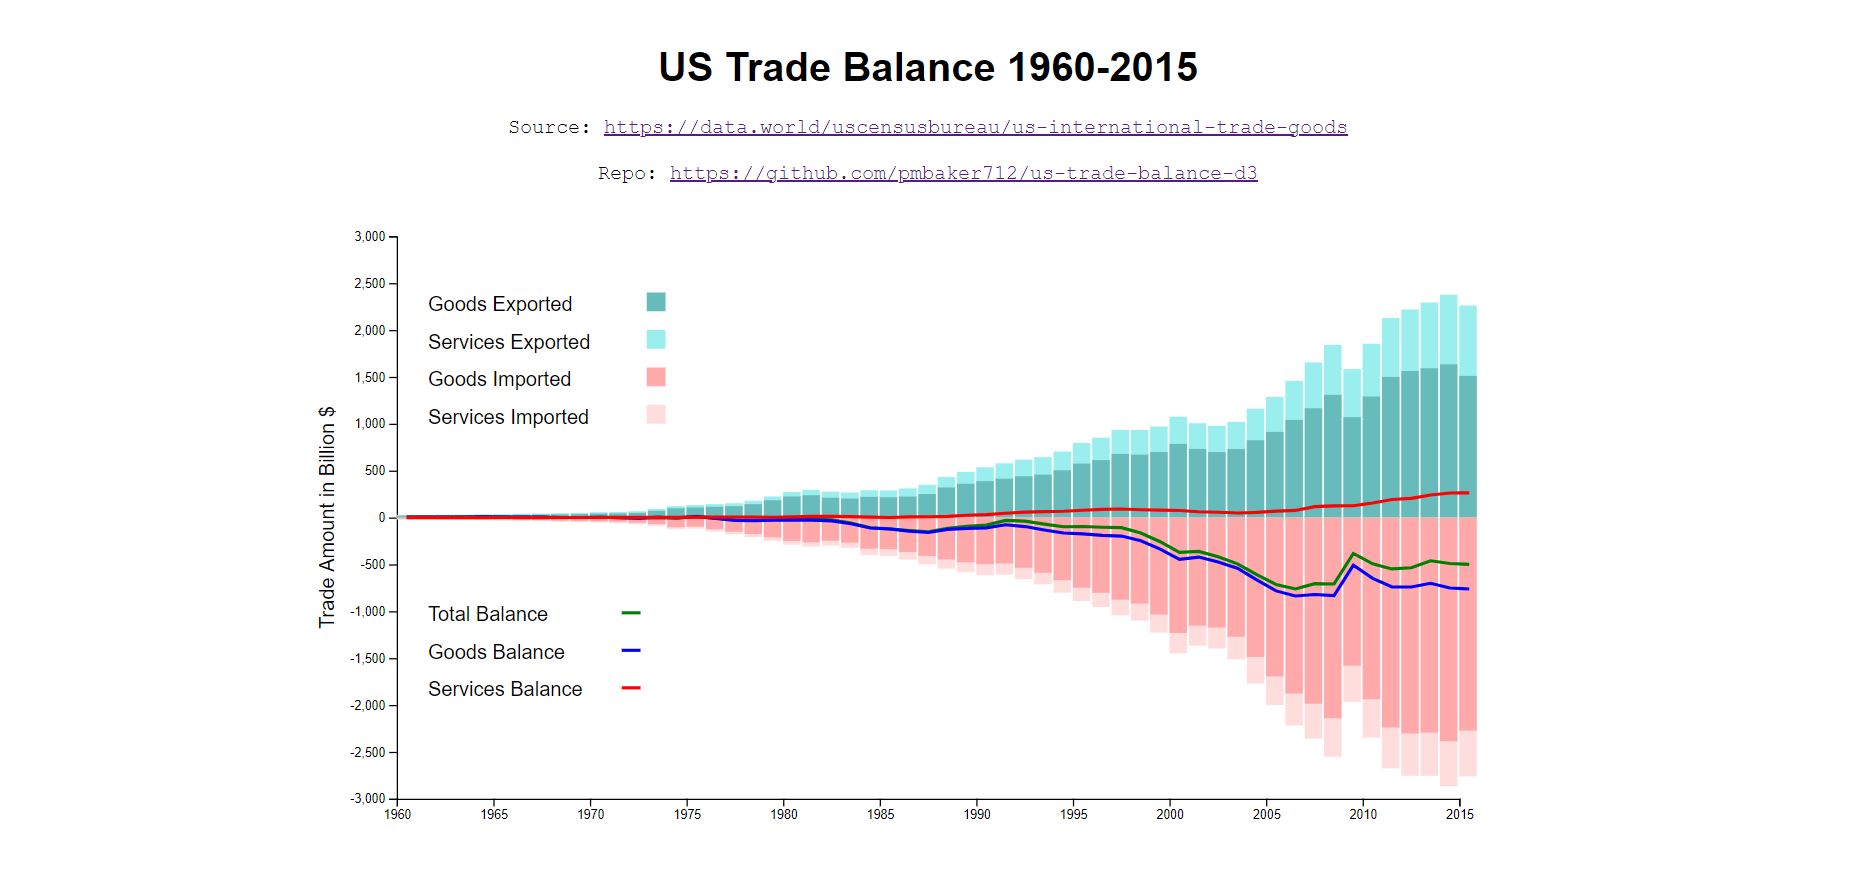 US Trade Balance 1960-2015
Source: https://data.world/uscensusbureau/us-international-trade-goods
Repo: https://github.com/pmbaker712/us-trade-balance-d3
3,000
2,500
2,000
1,500
1,000
500
0
-500
-1,000
-1,500
-2,000
-2,500
-3,000
Trade Amount in Billion $
Goods Exported
Services Exported
Goods Imported
Services Imported
Total Balance
Goods Balance
Services Balance
1960 1965 1970 1975 1980 1985 1990 1995 2000 2005 2010 2015